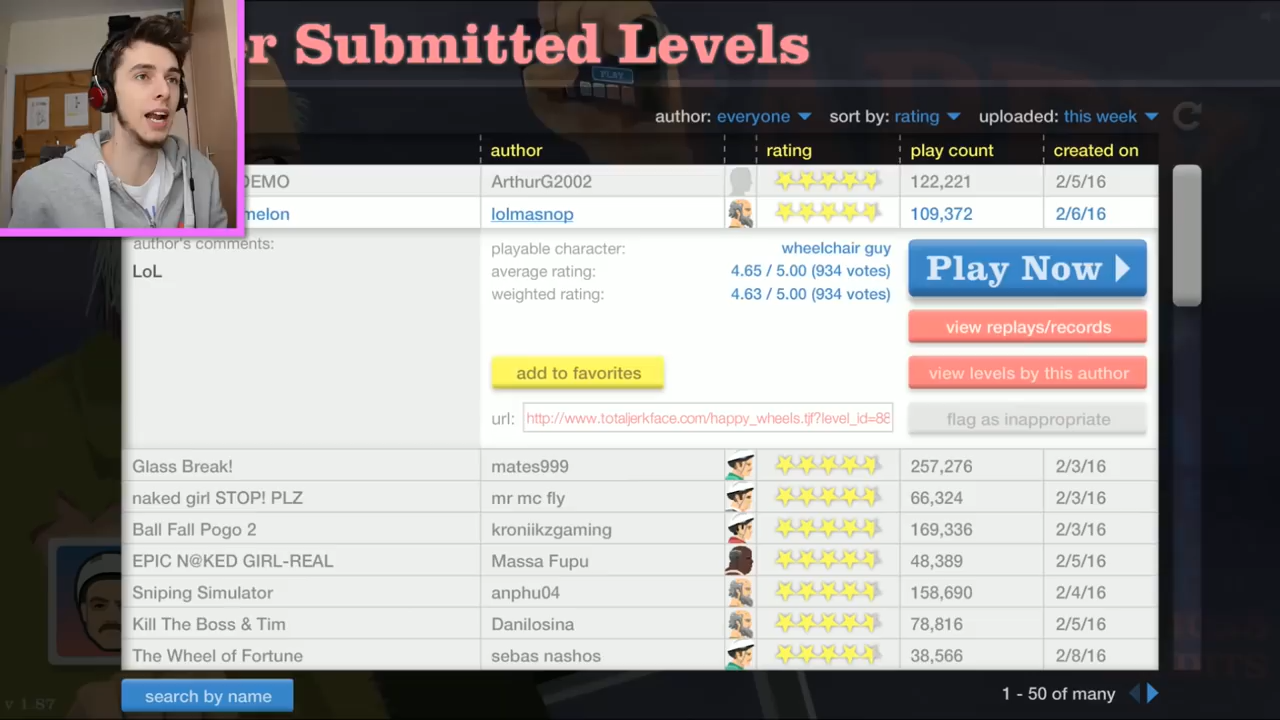 er Submitted Levels
PLAY
author: everyone sort by: rating uploaded: this week
author rating play count created on
DEMO ArthurG2002 122,221 2/5/16
melon lolmasnop 109,372 2/6/16
author's comments: playable character: wheelchair guy Play Now
LoL average rating: 4.65 / 5.00 (934 votes)
weighted rating: 4.63 / 5.00 (934 votes)
view replays/records
add to favorites view levels by this author
url: http://www.totaljerkface.com/happy_wheels.tjf?level_id=88 flag as inappropriate
Glass Break! mates999 257,276 2/3/16
naked girl STOP! PLZ mr mc fly 66,324 2/3/16
Ball Fall Pogo 2 kroniikzgaming 169,336 2/3/16
EPIC N@KED GIRL-REAL Massa Fupu 48,389 2/5/16
Sniping Simulator anphu04 158,690 2/4/16
Kill The Boss & Tim Danilosina 78,816 2/5/16
The Wheel of Fortune sebas nashos 38,566 2/8/16
search by name 1 - 50 of many
v 1.87